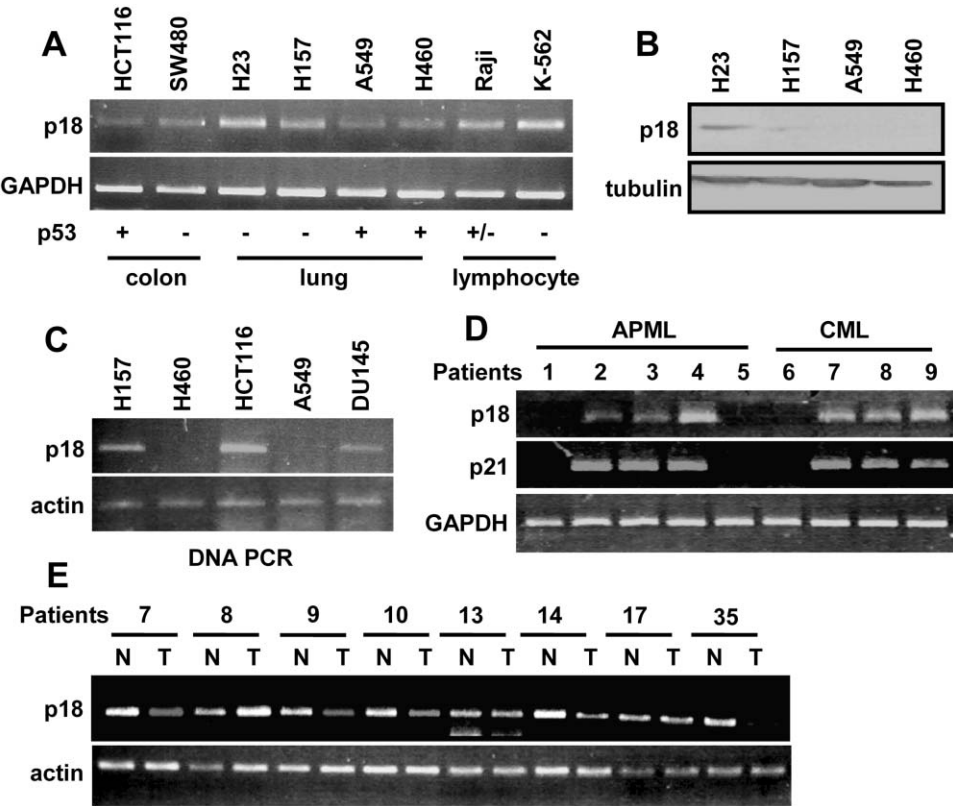 A
HCT116 SW480 H23 H157 A549 H460 Raji K-562
p18
GAPDH
p53 + - - - + + +/- -
colon lung lymphocyte
B
H23 H157 A549 H460
p18
tubulin
C
H157 H460 HCT116 A549 DU145
p18
actin
DNA PCR
D
APML CML
Patients 1 2 3 4 5 6 7 8 9
p18
p21
GAPDH
E
Patients 7 8 9 10 13 14 17 35
N T N T N T N T N T N T N T N T
p18
actin